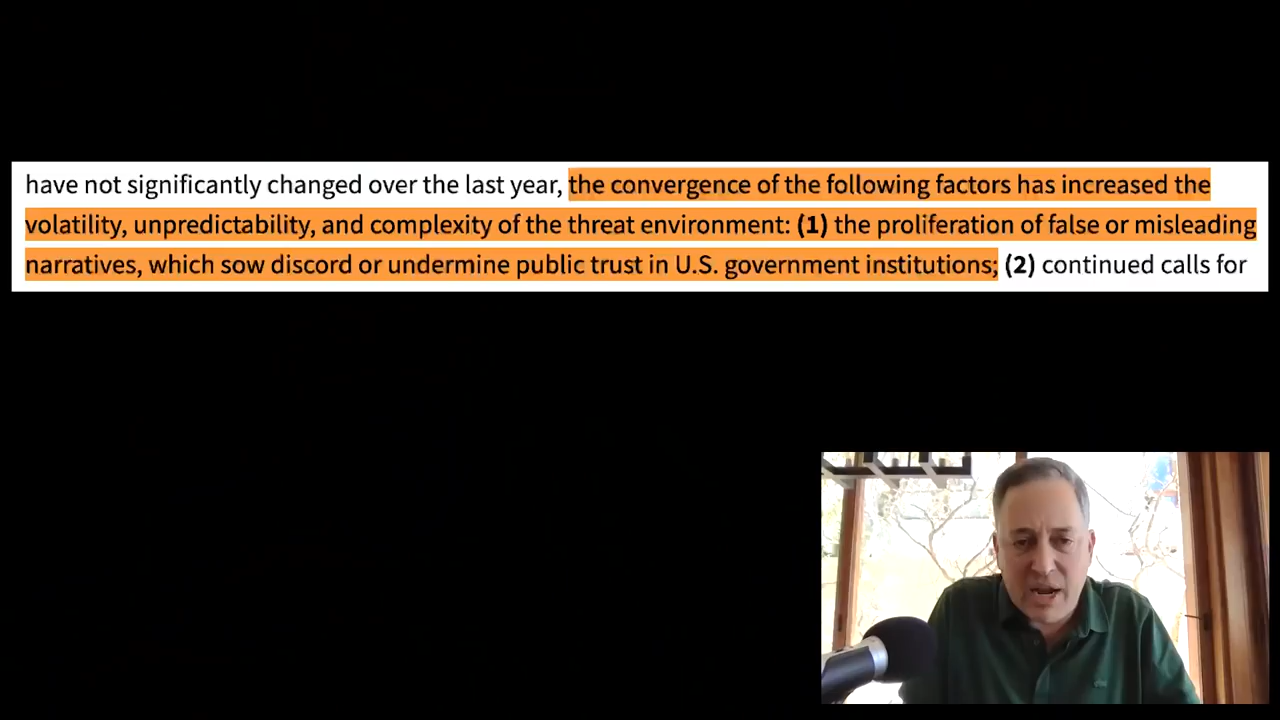 have not significantly changed over the last year, the convergence of the following factors has increased the
volatility, unpredictability, and complexity of the threat environment: (1) the proliferation of false or misleading
narratives, which sow discord or undermine public trust in U.S. government institutions; (2) continued calls for